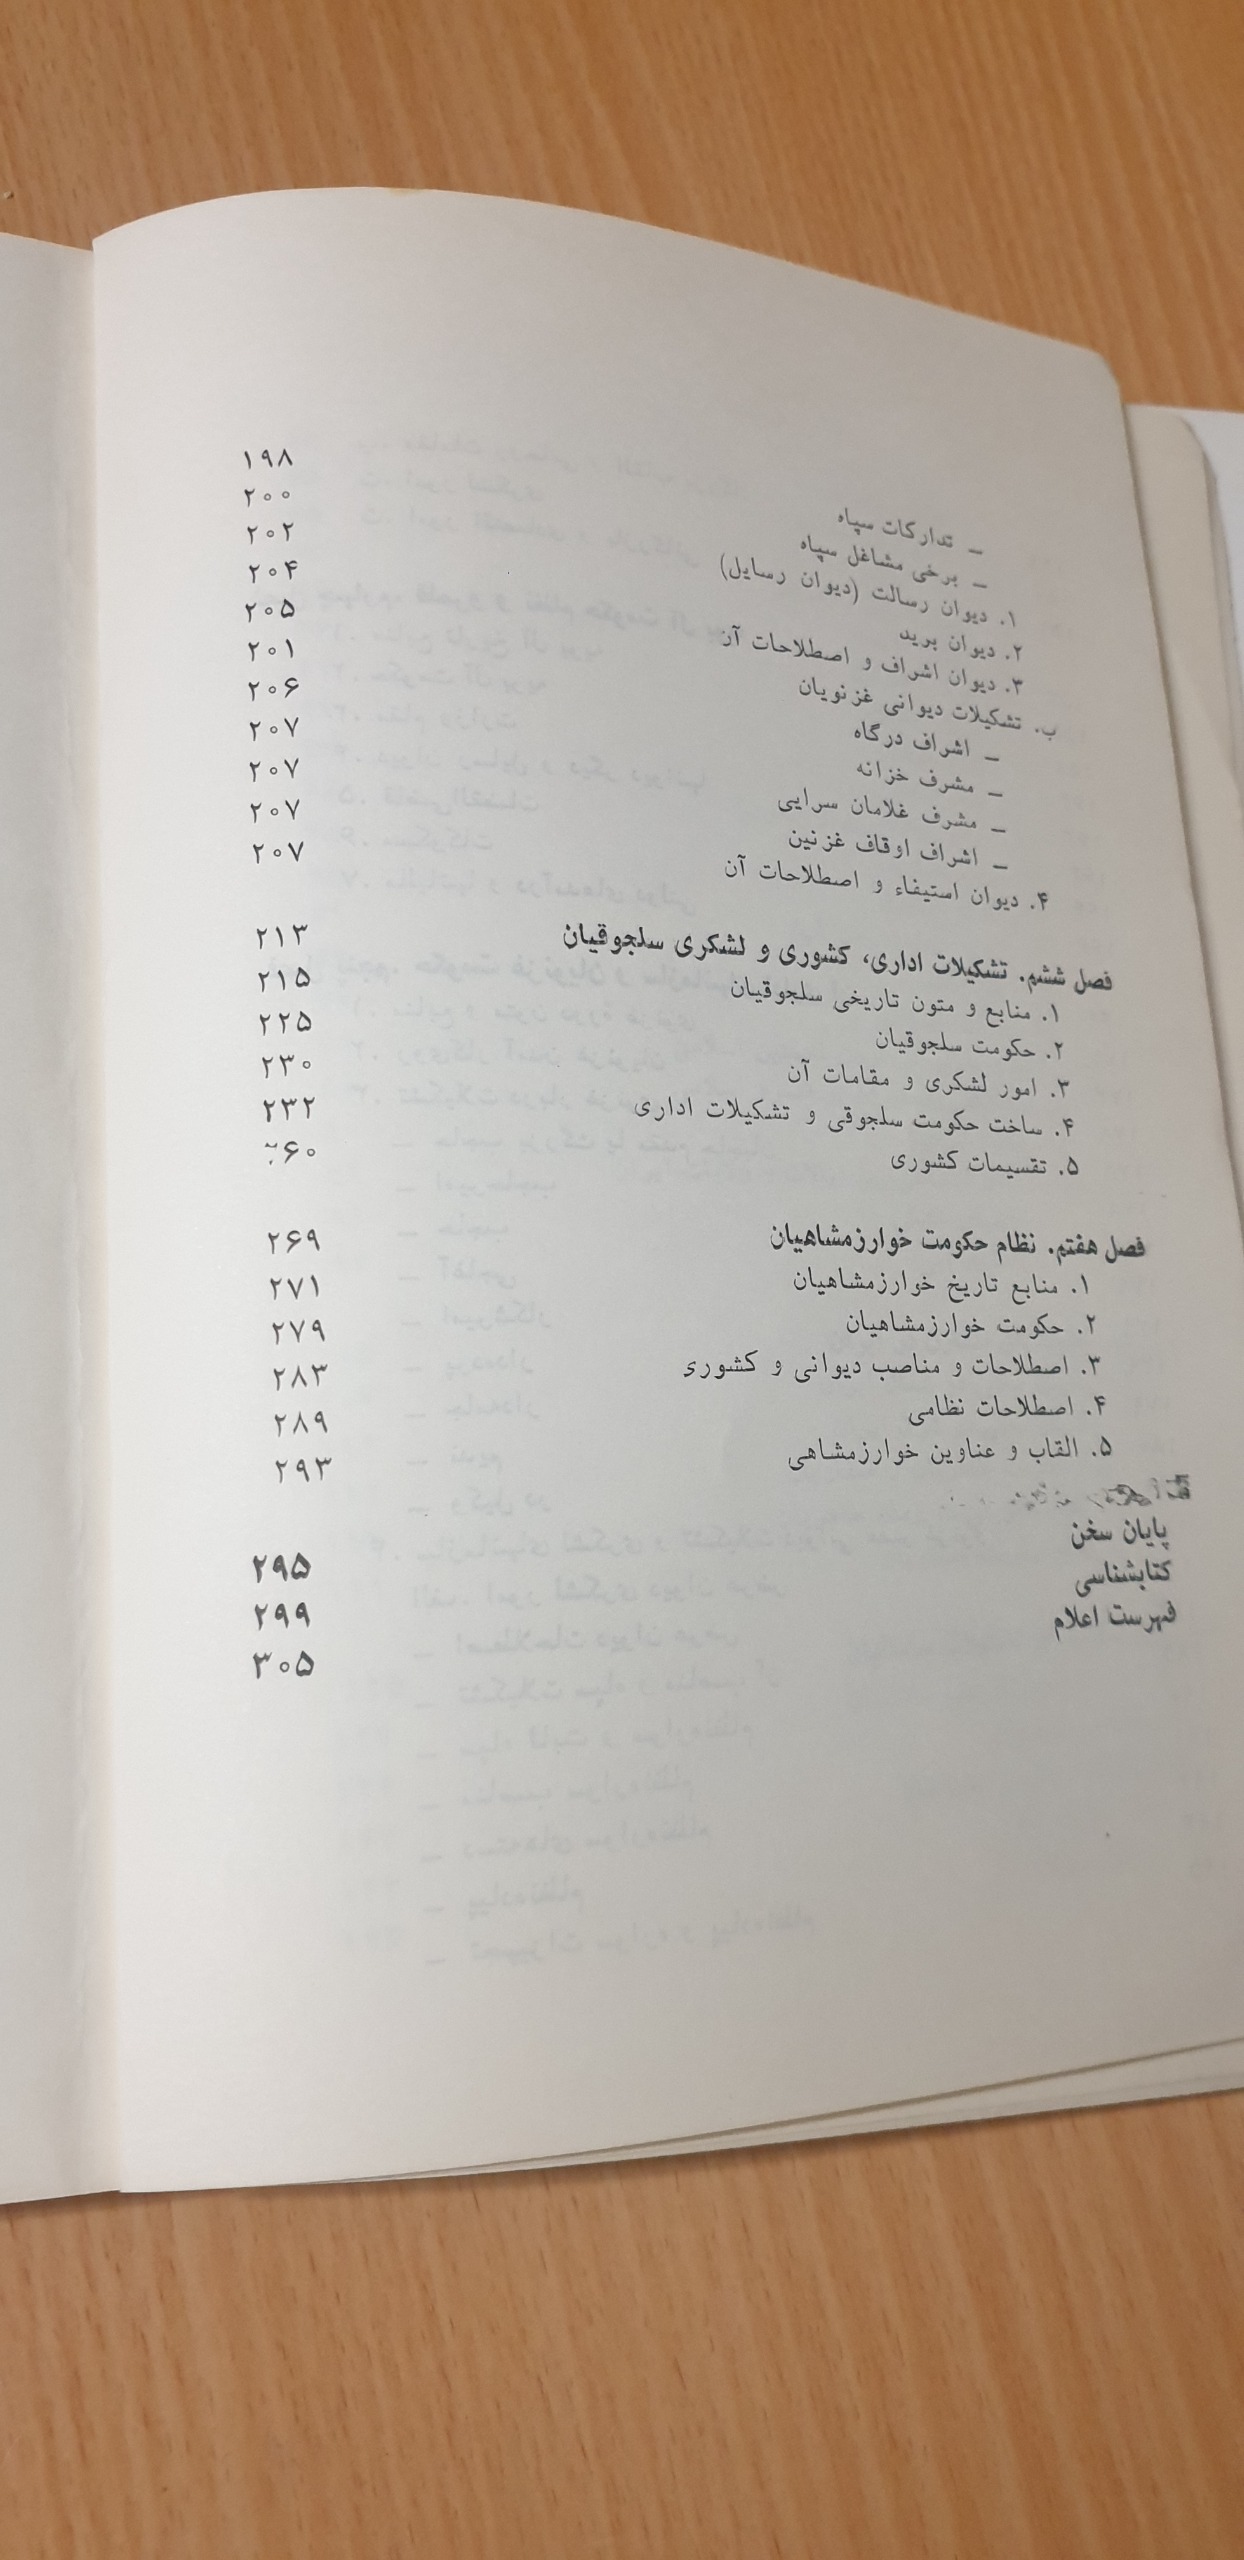 ـ تدارکات سپاه ۱۹۸
ـ برخی مشاغل سپاه ۲۰۰
۱. دیوان رسالت (دیوان رسایل) ۲۰۲
۲. دیوان برید ۲۰۴
۳. دیوان اشراف و اصطلاحات آن ۲۰۵
ب. تشکیلات دیوانی غزنویان ۲۰۱
ـ اشراف درگاه ۲۰۶
ـ مشرف خزانه ۲۰۷
ـ مشرف غلامان سرایی ۲۰۷
ـ اشراف اوقاف غزنین ۲۰۷
۴. دیوان استیفاء و اصطلاحات آن ۲۰۷
فصل ششم. تشکیلات اداری، کشوری و لشکری سلجوقیان ۲۱۳
۱. منابع و متون تاریخی سلجوقیان ۲۱۵
۲. حکومت سلجوقیان ۲۲۵
۳. امور لشکری و مقامات آن ۲۳۰
۴. ساخت حکومت سلجوقی و تشکیلات اداری ۲۳۲
۵. تقسیمات کشوری ۲۶۰
فصل هفتم. نظام حکومت خوارزمشاهیان ۲۶۹
۱. منابع تاریخ خوارزمشاهیان ۲۷۱
۲. حکومت خوارزمشاهیان ۲۷۹
۳. اصطلاحات و مناصب دیوانی و کشوری ۲۸۳
۴. اصطلاحات نظامی ۲۸۹
۵. القاب و عناوین خوارزمشاهی ۲۹۳
پایان سخن ۲۹۵
کتابشناسی ۲۹۹
فهرست اعلام ۳۰۵